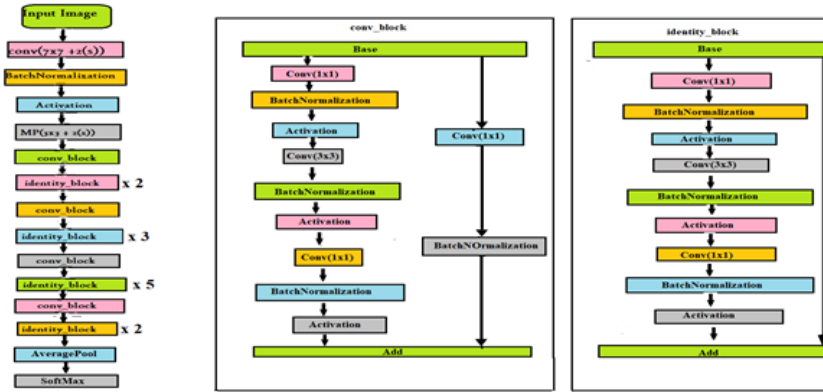 Input Image
conv(7x7 +2(s))
BatchNormalization
Activation
MP(3x3 + 2(s))
conv_block
identity_block x 2
conv_block
identity_block x 3
conv_block
identity_block x 5
conv_block
identity_block x 2
AveragePool
SoftMax
conv_block
Base
Conv(1x1)
BatchNormalization
Activation
Conv(3x3)
BatchNormalization
Activation
Conv(1x1)
BatchNormalization
Activation
Conv(1x1)
BatchNOrmalization
Add
identity_block
Base
Conv(1x1)
BatchNormalization
Activation
Conv(3x3)
BatchNormalization
Activation
Conv(1x1)
BatchNormalization
Activation
Add